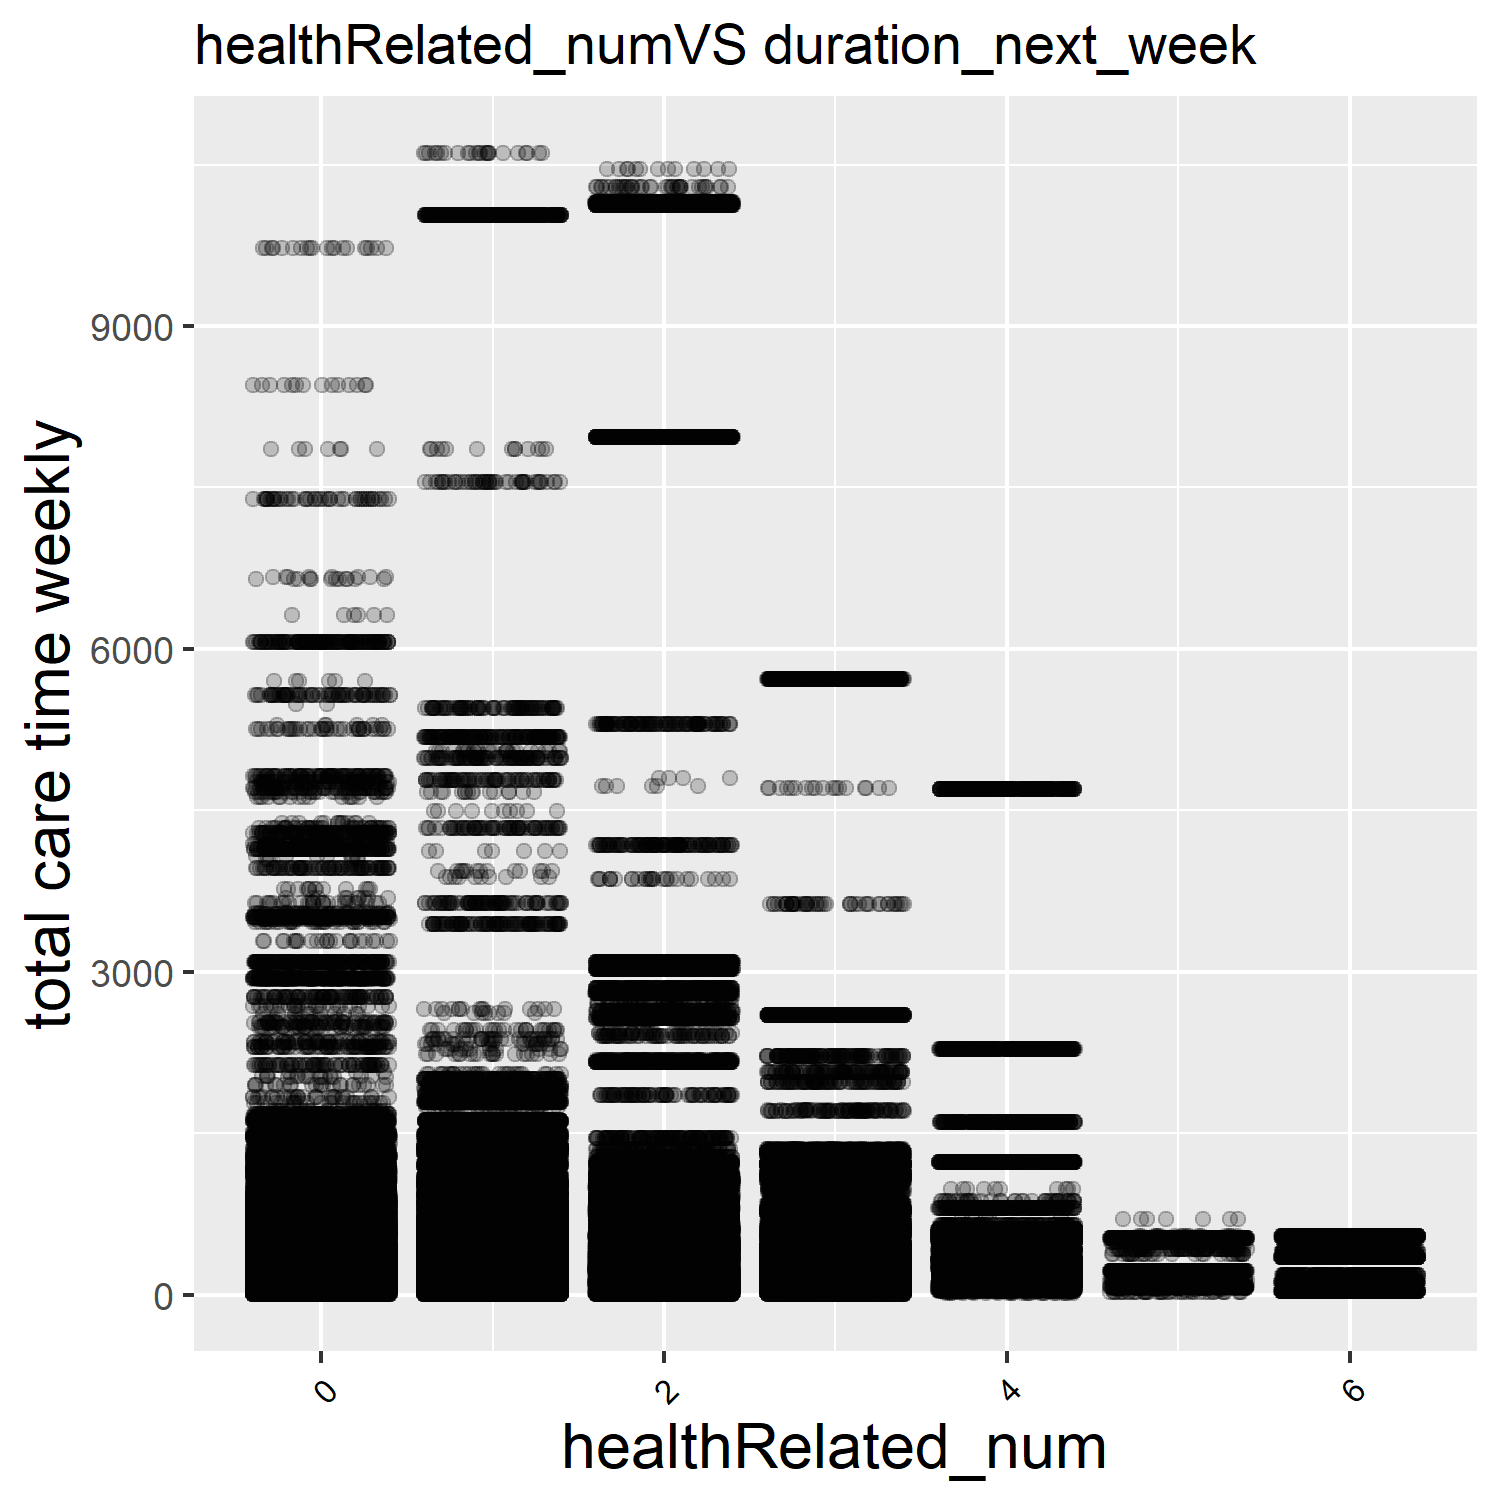 healthRelated_numVS duration_next_week
total care time weekly
9000
6000
3000
0
0
2
4
6
healthRelated_num